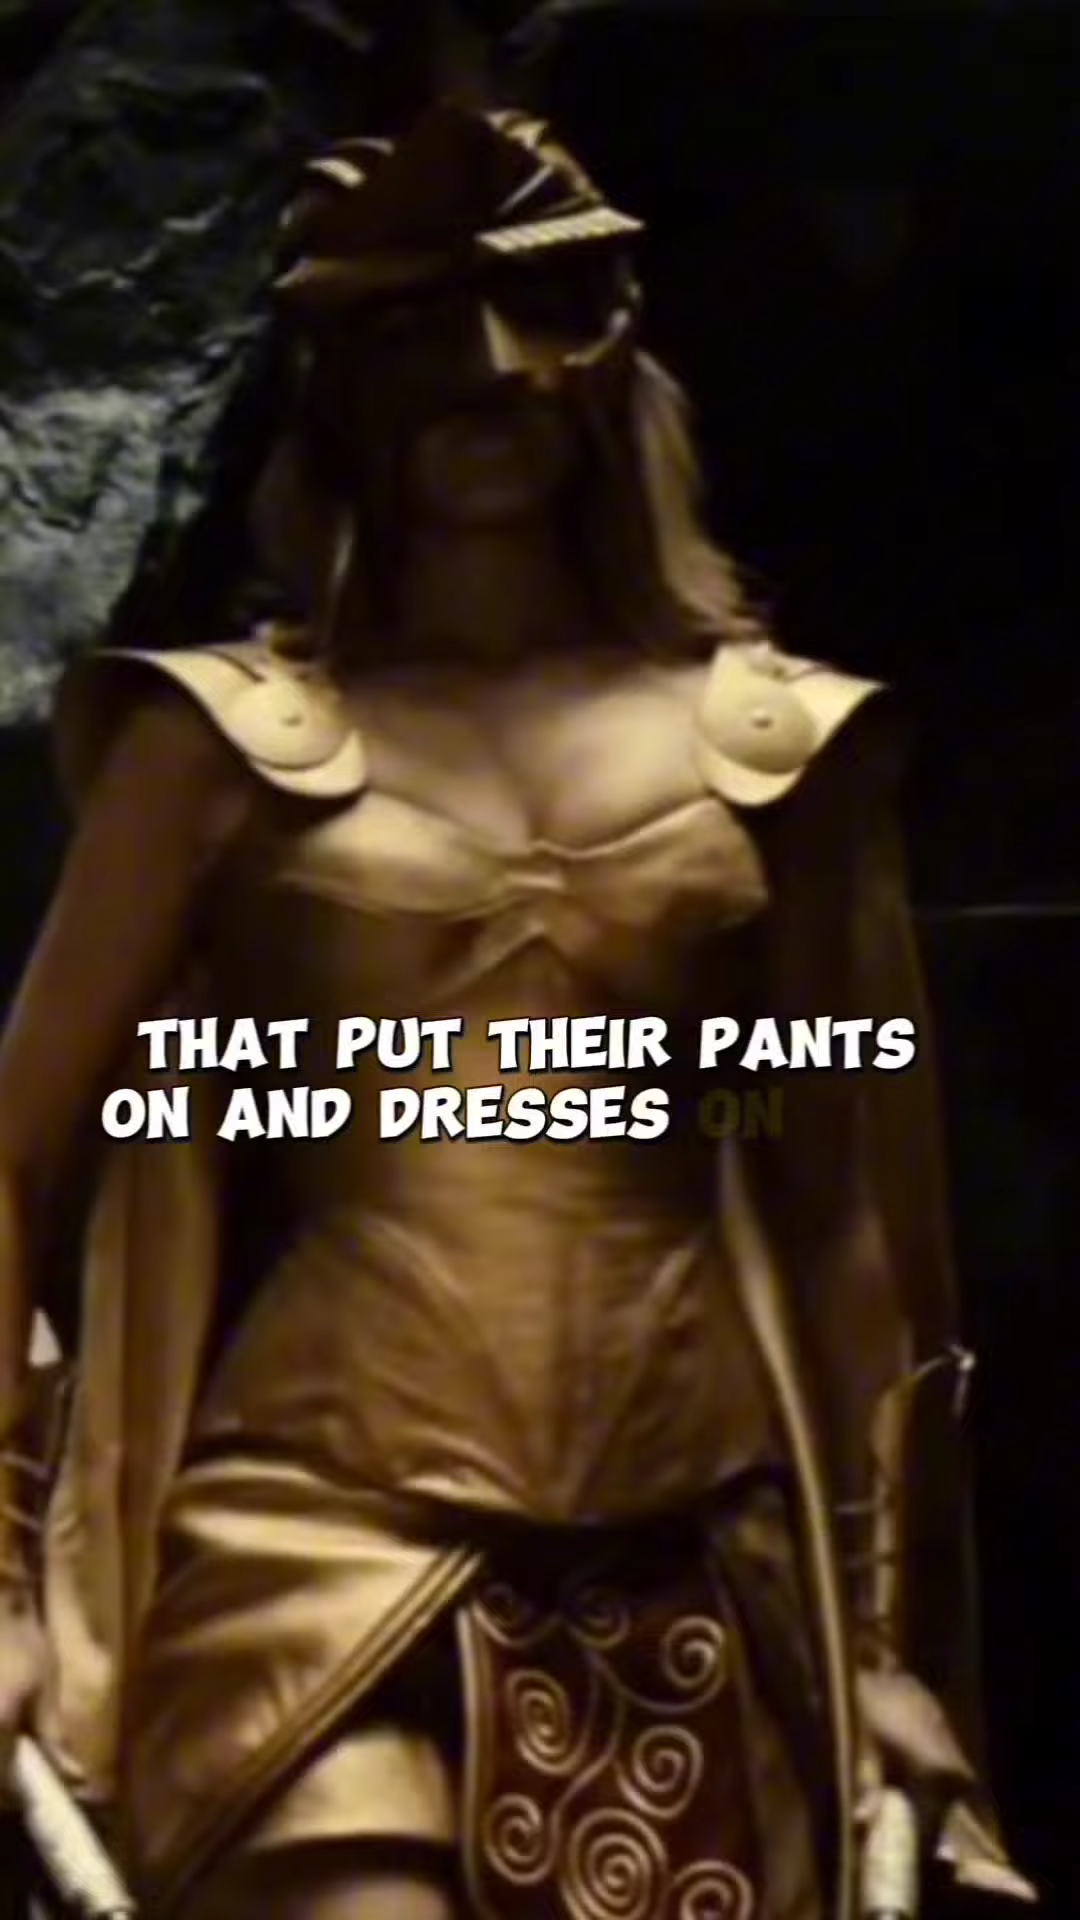 THAT PUT THEIR PANTS
ON AND DRESSES ON